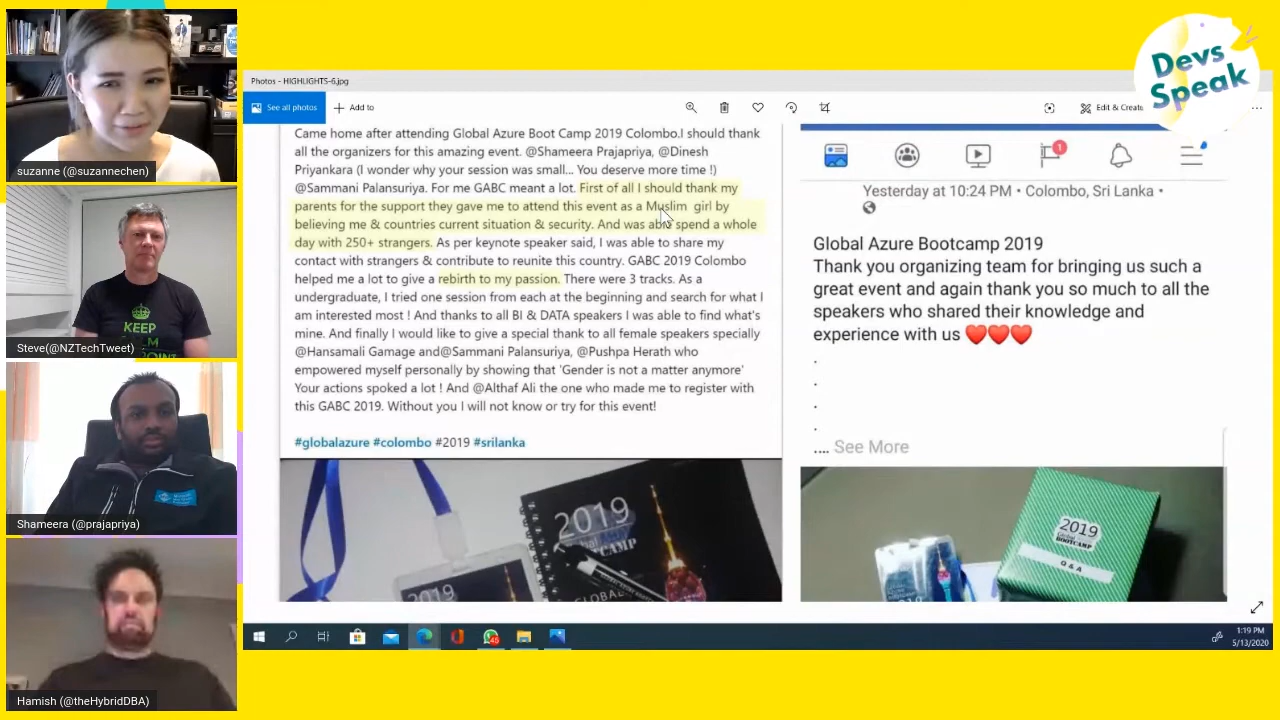 Devs
Speak
suzanne (@suzannechen)
Steve(@NZTechTweet)
Shameera (@prajapriya)
Hamish (@theHybridDBA)
KEEP
Photos - HIGHLIGHTS-6.jpg
See all photos
Add to
Edit & Create
Came home after attending Global Azure Boot Camp 2019 Colombo.I should thank
all the organizers for this amazing event. @Shameera Prajapriya, @Dinesh
Priyankara (I wonder why your session was small... You deserve more time !)
@Sammani Palansuriya. For me GABC meant a lot. First of all I should thank my
parents for the support they gave me to attend this event as a Muslim girl by
believing me & countries current situation & security. And was able spend a whole
day with 250+ strangers. As per keynote speaker said, I was able to share my
contact with strangers & contribute to reunite this country. GABC 2019 Colombo
helped me a lot to give a rebirth to my passion. There were 3 tracks. As a
undergraduate, I tried one session from each at the beginning and search for what I
am interested most ! And thanks to all BI & DATA speakers I was able to find what's
mine. And finally I would like to give a special thank to all female speakers specially
@Hansamali Gamage and@Sammani Palansuriya, @Pushpa Herath who
empowered myself personally by showing that 'Gender is not a matter anymore'
Your actions spoked a lot ! And @Althaf Ali the one who made me to register with
this GABC 2019. Without you I will not know or try for this event!
#globalazure #colombo #2019 #srilanka
2019
CAMP
GLOBAL
2019
1
Yesterday at 10:24 PM • Colombo, Sri Lanka •
Global Azure Bootcamp 2019
Thank you organizing team for bringing us such a
great event and again thank you so much to all the
speakers who shared their knowledge and
experience with us ❤️❤️❤️
.
.
.
.
.... See More
2019
Global
BOOTCAMP
Q & A
1:19 PM
5/13/2020